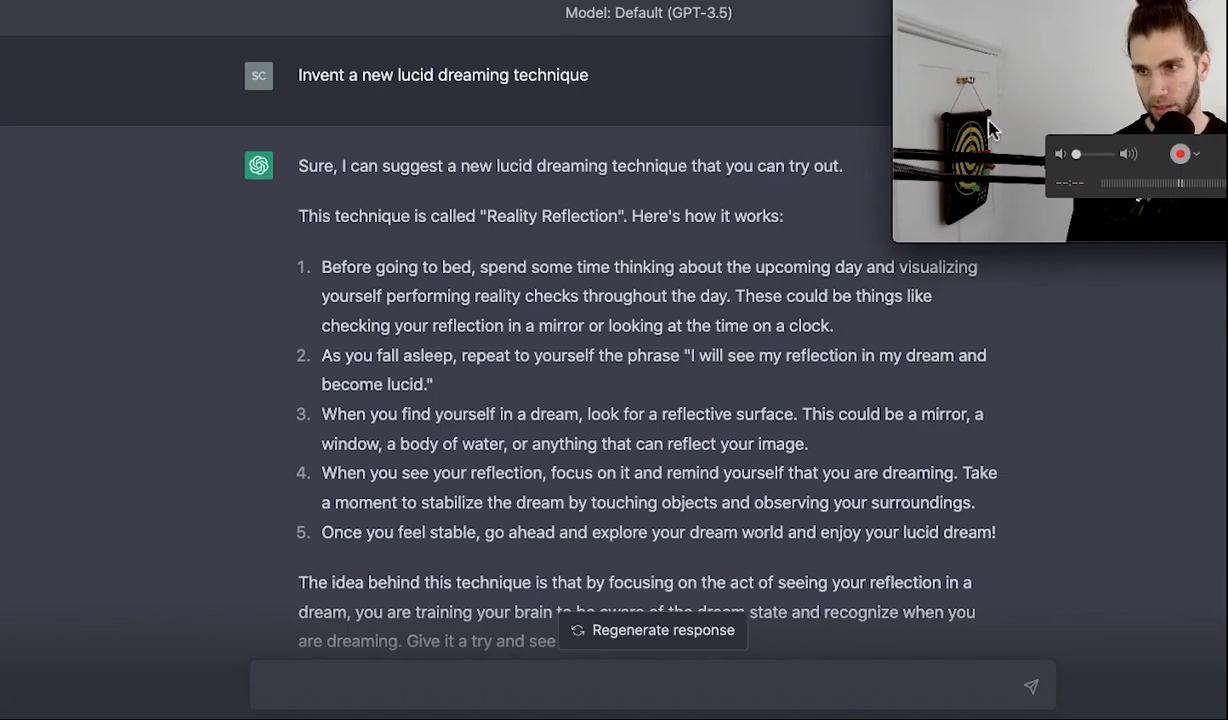 Model: Default (GPT-3.5)
SC
Invent a new lucid dreaming technique
Sure, I can suggest a new lucid dreaming technique that you can try out.
This technique is called "Reality Reflection". Here's how it works:
1. Before going to bed, spend some time thinking about the upcoming day and visualizing
yourself performing reality checks throughout the day. These could be things like
checking your reflection in a mirror or looking at the time on a clock.
2. As you fall asleep, repeat to yourself the phrase "I will see my reflection in my dream and
become lucid."
3. When you find yourself in a dream, look for a reflective surface. This could be a mirror, a
window, a body of water, or anything that can reflect your image.
4. When you see your reflection, focus on it and remind yourself that you are dreaming. Take
a moment to stabilize the dream by touching objects and observing your surroundings.
5. Once you feel stable, go ahead and explore your dream world and enjoy your lucid dream!
The idea behind this technique is that by focusing on the act of seeing your reflection in a
dream, you are training your brain to be aware of the dream state and recognize when you
are dreaming. Give it a try and see
Regenerate response
--:--